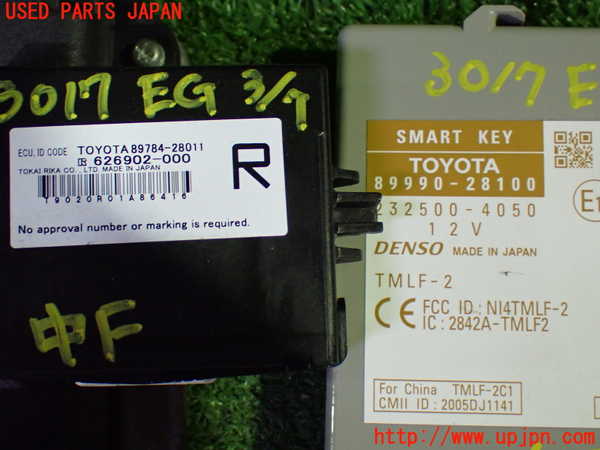 USED PARTS JAPAN
3017 EG 3/7
ECU, ID CODE TOYOTA 89784-28011
626902-000
TOKAI RIKA CO., LTD. MADE IN JAPAN
T9020R01A86416
No approval number or marking is required.
R
中F
3017 E
SMART KEY
TOYOTA
89990-28100
232500-4050
12V
DENSO MADE IN JAPAN
TMLF-2
CE FCC ID : NI4TMLF-2
IC : 2842A-TMLF2
E1
For China TMLF-2C1
CMII ID : 2005DJ1141
http://www.upjpn.com